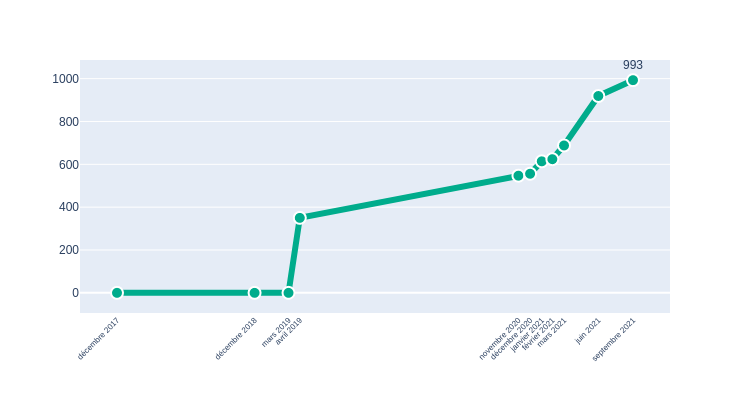 993
1000
800
600
400
200
0
décembre 2017
décembre 2018
mars 2019
avril 2019
novembre 2020
décembre 2020
janvier 2021
février 2021
mars 2021
juin 2021
septembre 2021